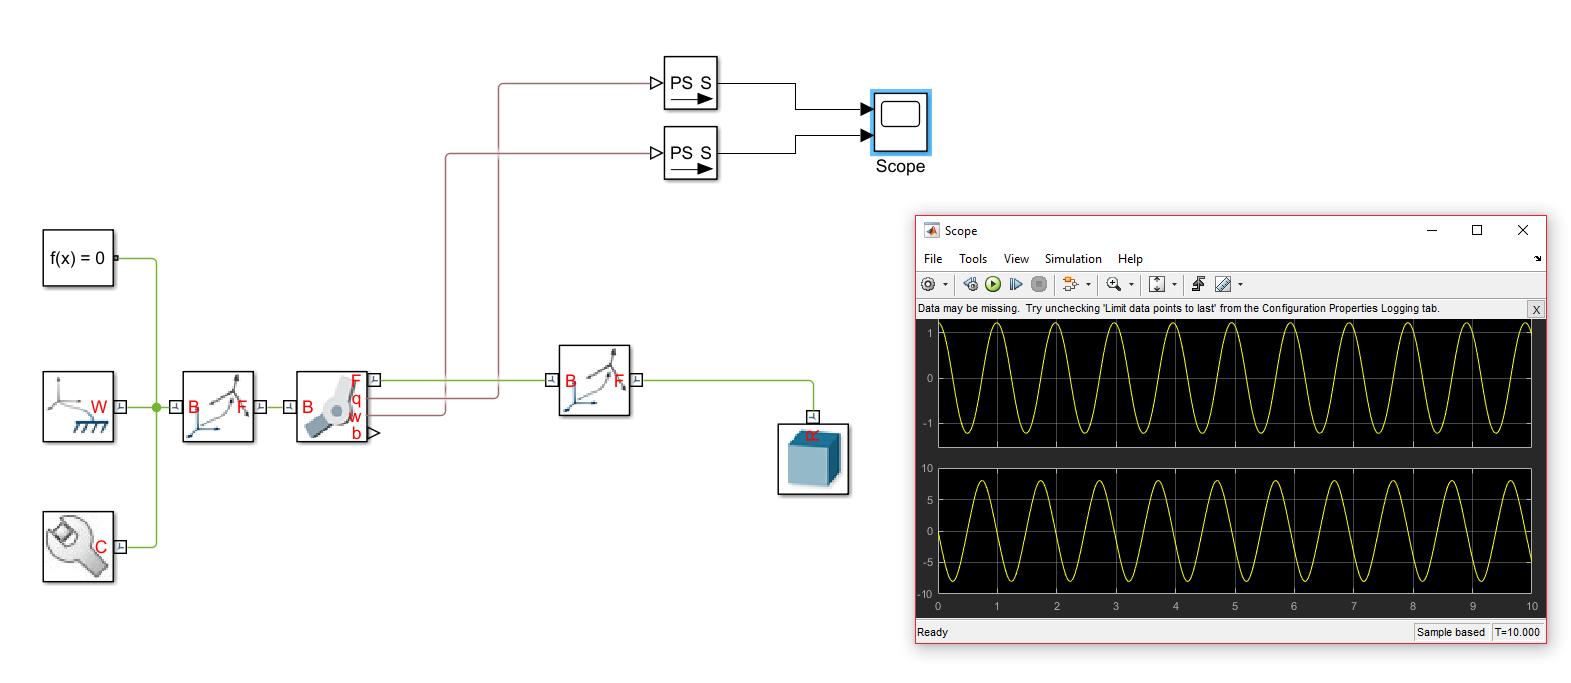 PS S
PS S
Scope
f(x) = 0
W
B
F
B
F
q
w
b
B
F
R
C
Scope
File Tools View Simulation Help
Data may be missing. Try unchecking 'Limit data points to last' from the Configuration Properties Logging tab.
X
1
0
-1
10
5
0
-5
-10
0 1 2 3 4 5 6 7 8 9 10
Ready
Sample based
T=10.000